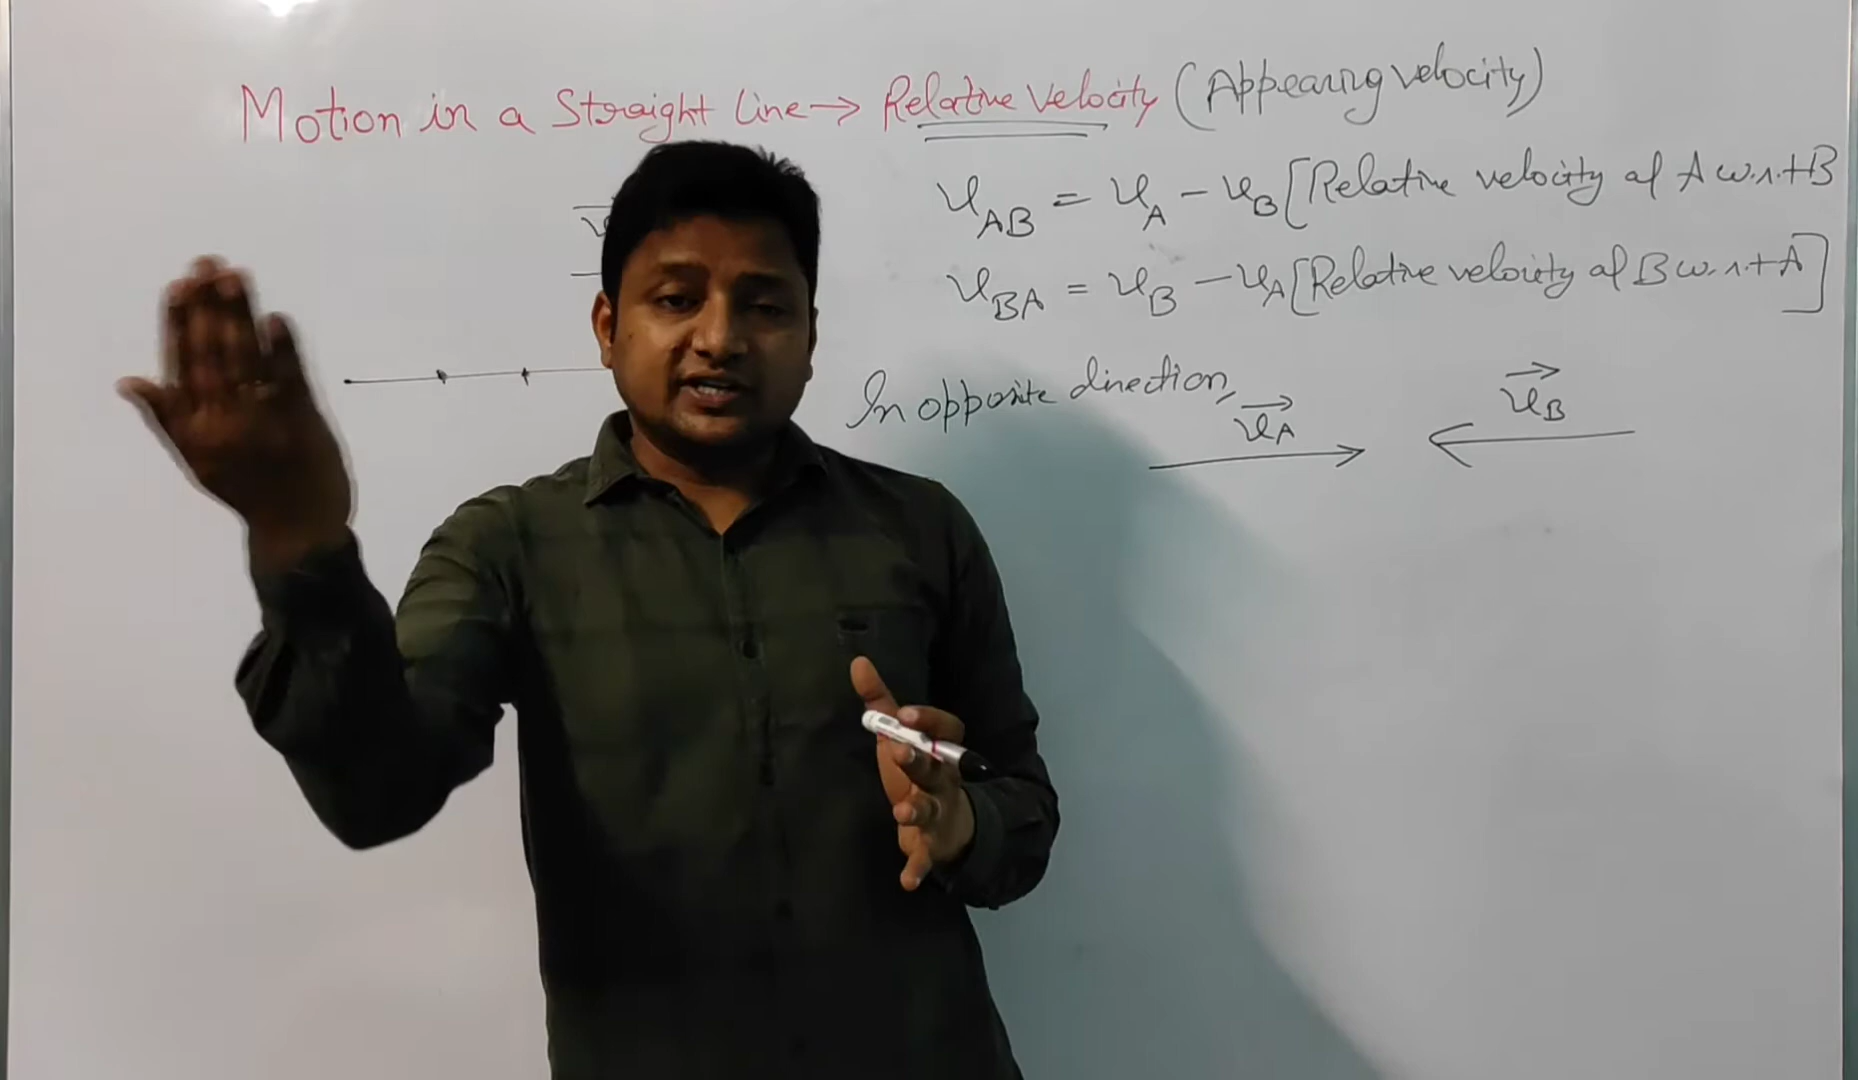 Motion in a Straight Line → Relative Velocity (Appearing velocity)
v_AB = v_A - v_B [Relative velocity of A w.r.t B
v_BA = v_B - v_A [Relative velocity of B w.r.t A]
In opposite direction,
v_A v_B